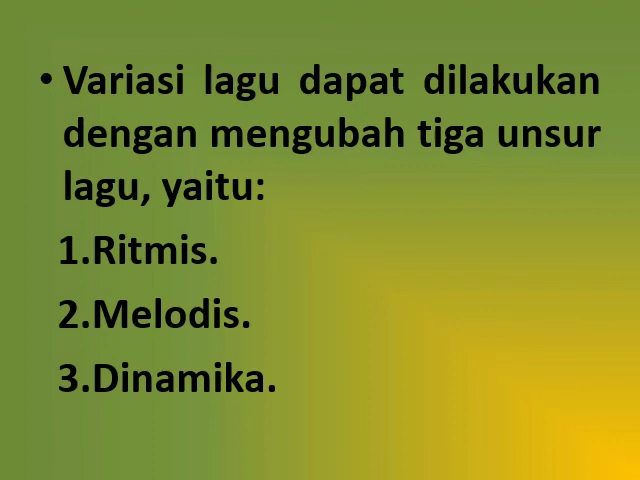 • Variasi lagu dapat dilakukan
dengan mengubah tiga unsur
lagu, yaitu:
1.Ritmis.
2.Melodis.
3.Dinamika.